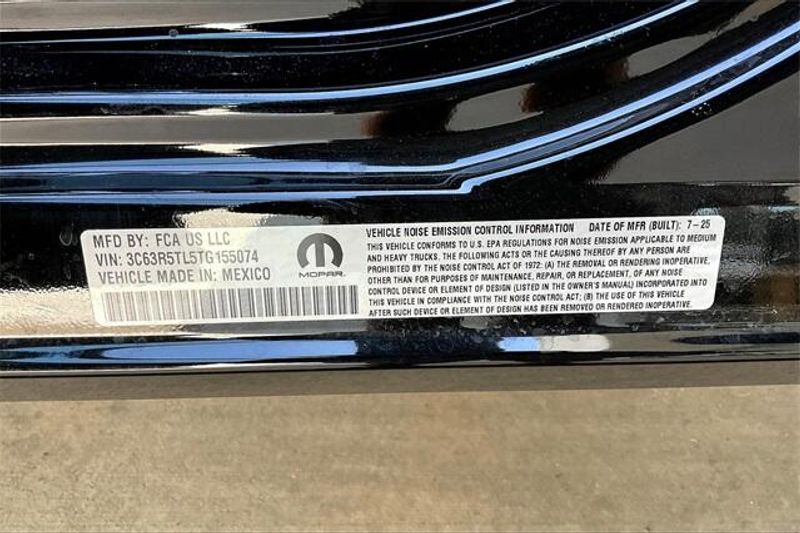 MFD BY: FCA US LLC
VIN: 3C63R5TL5TG155074
VEHICLE MADE IN: MEXICO
MOPAR
VEHICLE NOISE EMISSION CONTROL INFORMATION DATE OF MFR (BUILT): 7-25
THIS VEHICLE CONFORMS TO U.S. EPA REGULATIONS FOR NOISE EMISSION APPLICABLE TO MEDIUM
AND HEAVY TRUCKS. THE FOLLOWING ACTS OR THE CAUSING THEREOF BY ANY PERSON ARE
PROHIBITED BY THE NOISE CONTROL ACT OF 1972: (A) THE REMOVAL OR RENDERING INOPERATIVE,
OTHER THAN FOR PURPOSES OF MAINTENANCE, REPAIR, OR REPLACEMENT, OF ANY NOISE
CONTROL DEVICE OR ELEMENT OF DESIGN (LISTED IN THE OWNER'S MANUAL) INCORPORATED INTO
THIS VEHICLE IN COMPLIANCE WITH THE NOISE CONTROL ACT; (B) THE USE OF THIS VEHICLE
AFTER SUCH DEVICE OR ELEMENT OF DESIGN HAS BEEN REMOVED OR RENDERED INOPERATIVE.